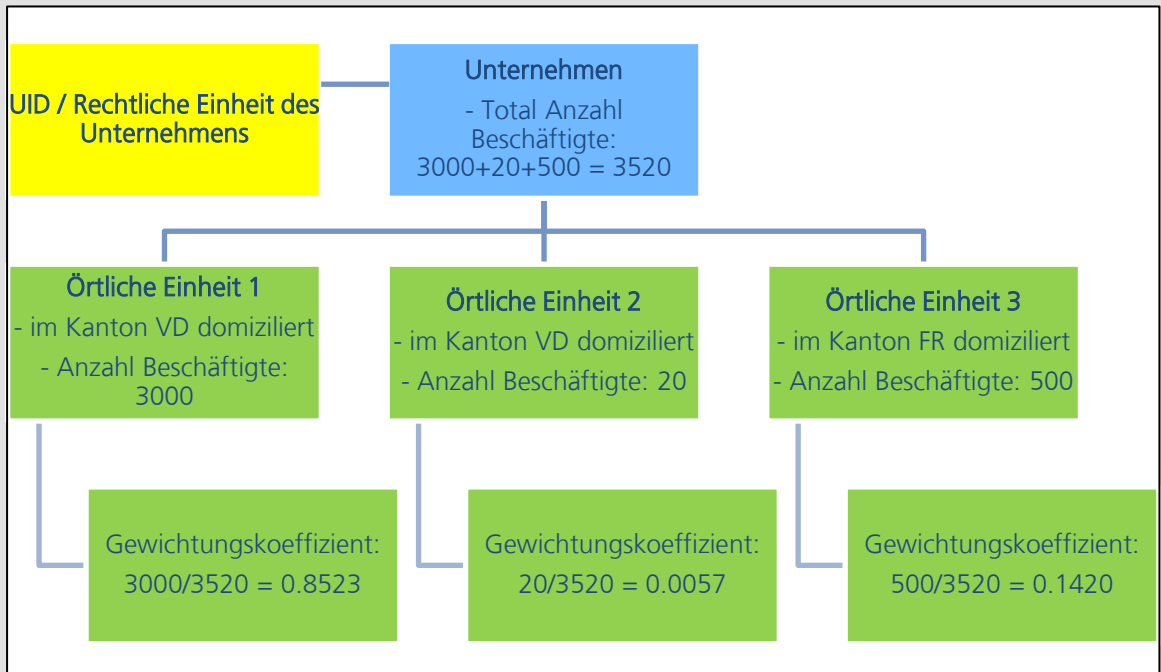 UID / Rechtliche Einheit des
Unternehmens
Unternehmen
- Total Anzahl
Beschäftigte:
3000+20+500 = 3520
Örtliche Einheit 1
- im Kanton VD domiziliert
- Anzahl Beschäftigte:
3000
Örtliche Einheit 2
- im Kanton VD domiziliert
- Anzahl Beschäftigte: 20
Örtliche Einheit 3
- im Kanton FR domiziliert
- Anzahl Beschäftigte: 500
Gewichtungskoeffizient:
3000/3520 = 0.8523
Gewichtungskoeffizient:
20/3520 = 0.0057
Gewichtungskoeffizient:
500/3520 = 0.1420